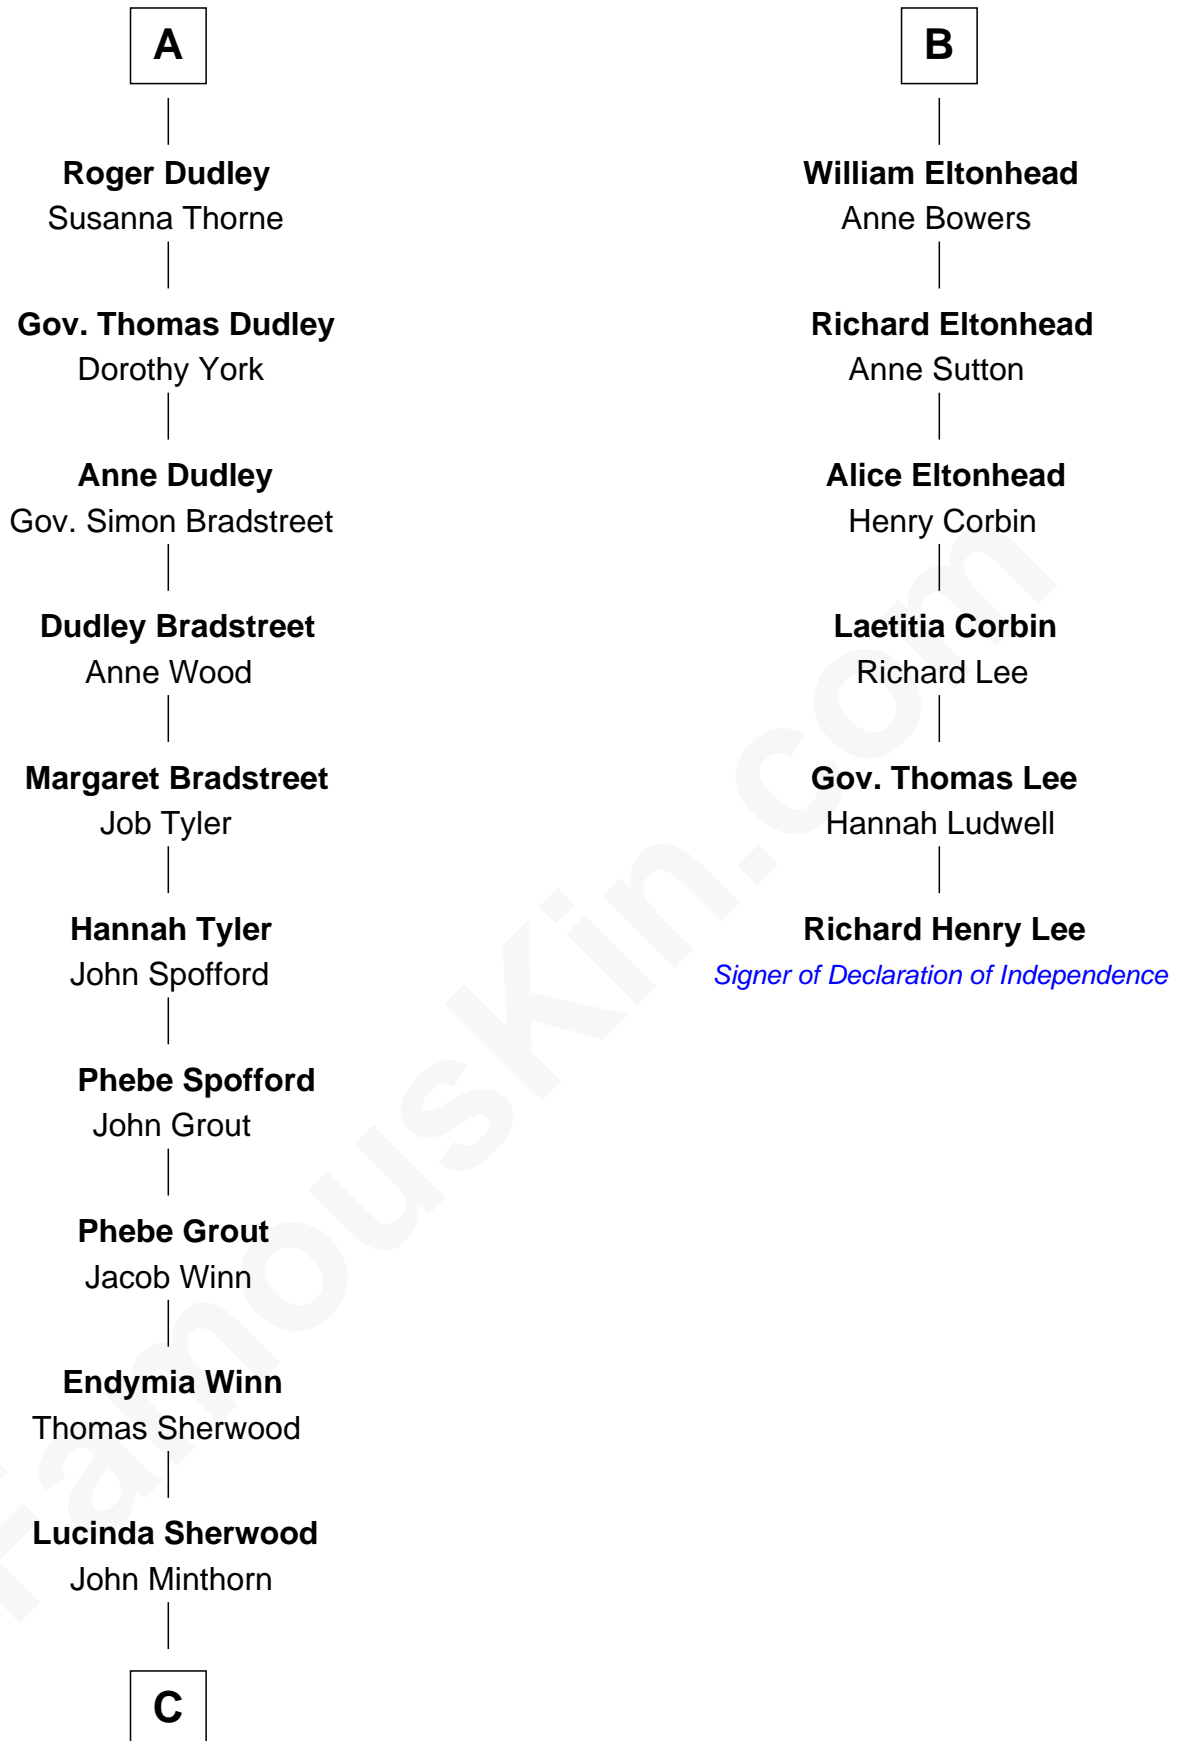 A
Roger Dudley
Susanna Thorne
Gov. Thomas Dudley
Dorothy York
Anne Dudley
Gov. Simon Bradstreet
Dudley Bradstreet
Anne Wood
Margaret Bradstreet
Job Tyler
Hannah Tyler
John Spofford
Phebe Spofford
John Grout
Phebe Grout
Jacob Winn
Endymia Winn
Thomas Sherwood
Lucinda Sherwood
John Minthorn
C
B
William Eltonhead
Anne Bowers
Richard Eltonhead
Anne Sutton
Alice Eltonhead
Henry Corbin
Laetitia Corbin
Richard Lee
Gov. Thomas Lee
Hannah Ludwell
Richard Henry Lee
Signer of Declaration of Independence
FamousKin.com